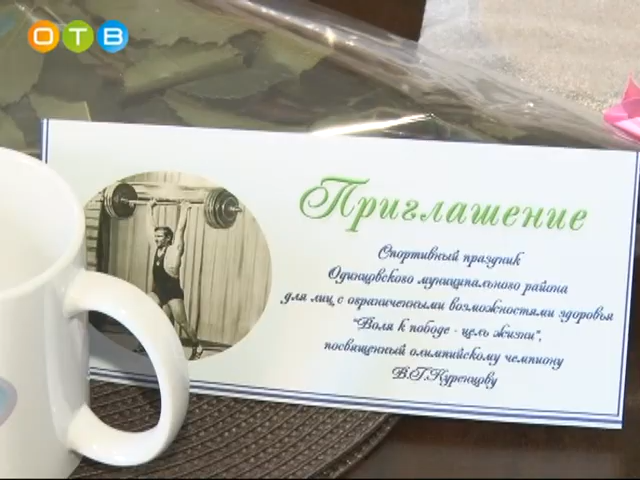 ОТВ
Приглашение
Спортивный праздник
Одинцовского муниципального района
для лиц с ограниченными возможностями здоровья
"Воля к победе - цель жизни",
посвященный олимпийскому чемпиону
В.Г.Куренцову